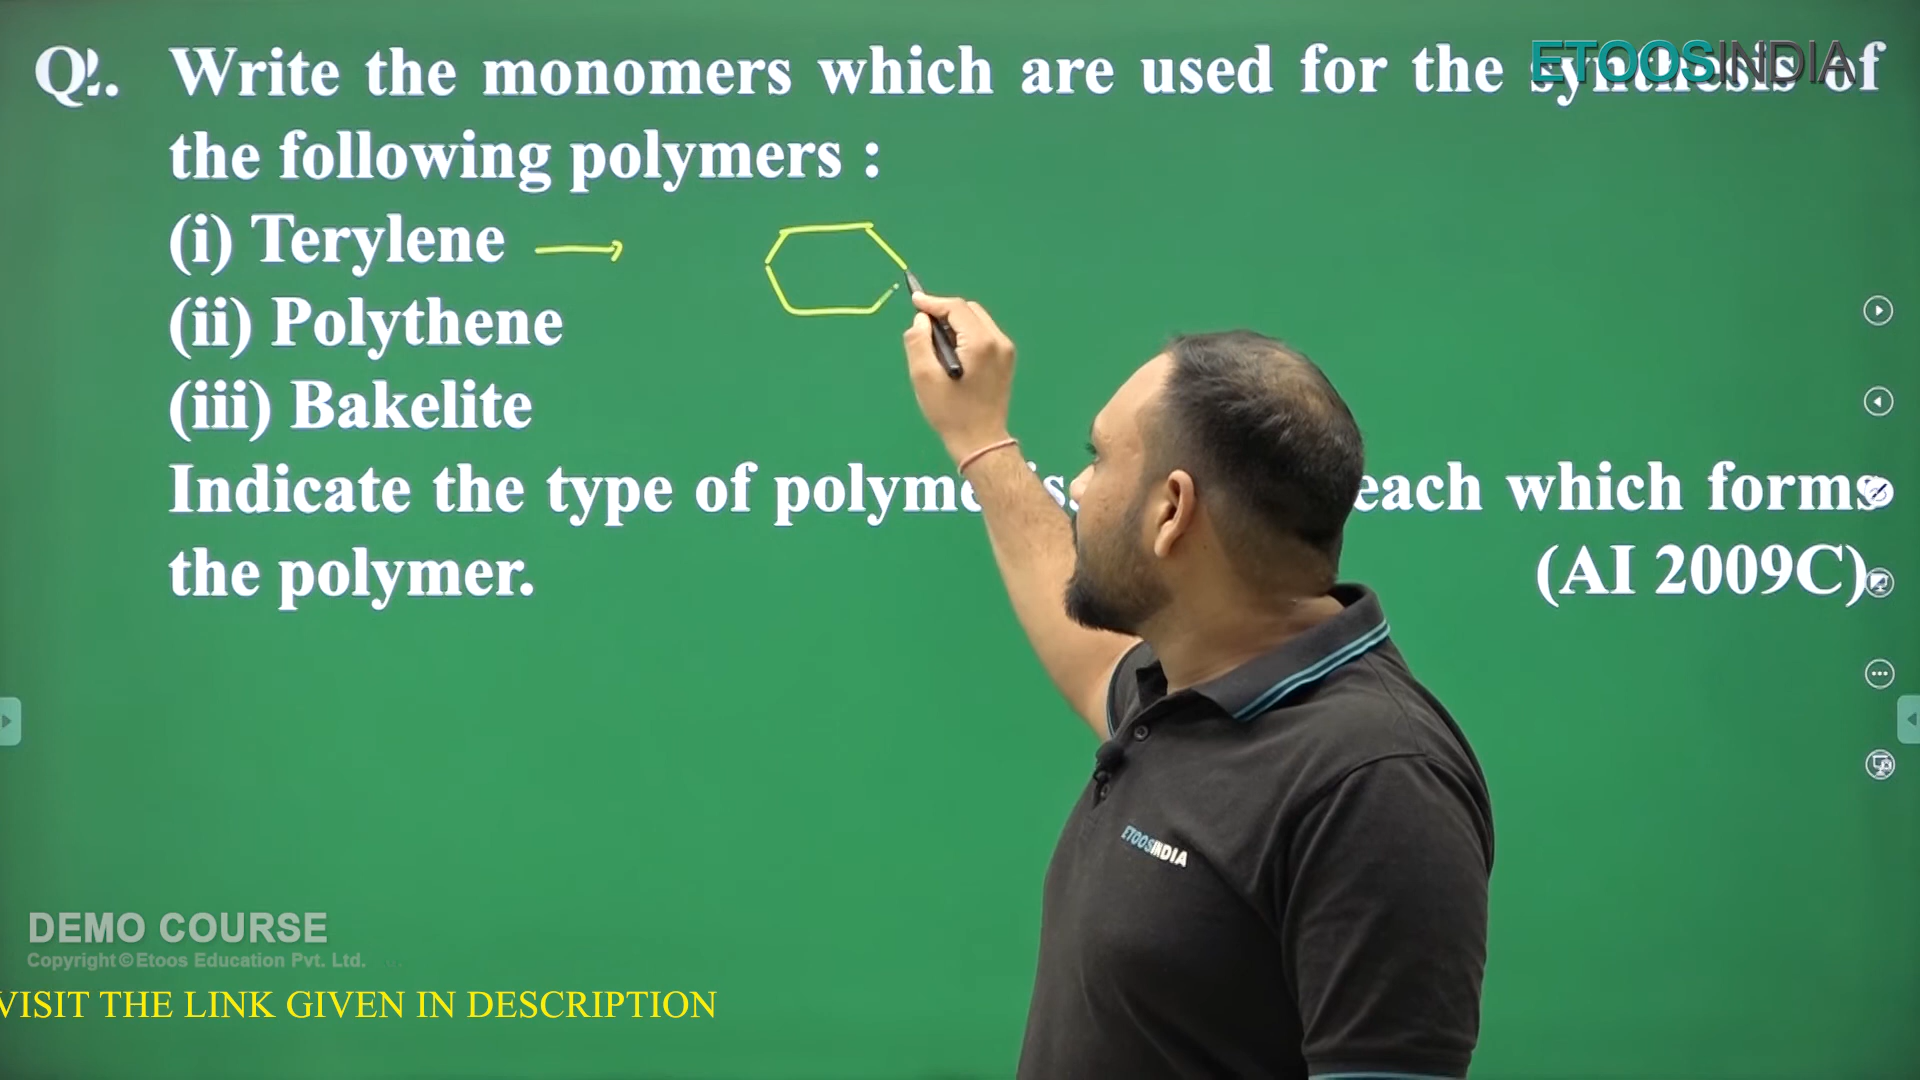 Q2. Write the monomers which are used for the synthesis of
ETOOSINDIA
the following polymers :
(i) Terylene
(ii) Polythene
(iii) Bakelite
Indicate the type of each which forms
the polymer.
(AI 2009C)
ETOOSINDIA
DEMO COURSE
Copyright © Etoos Education Pvt. Ltd.
VISIT THE LINK GIVEN IN DESCRIPTION